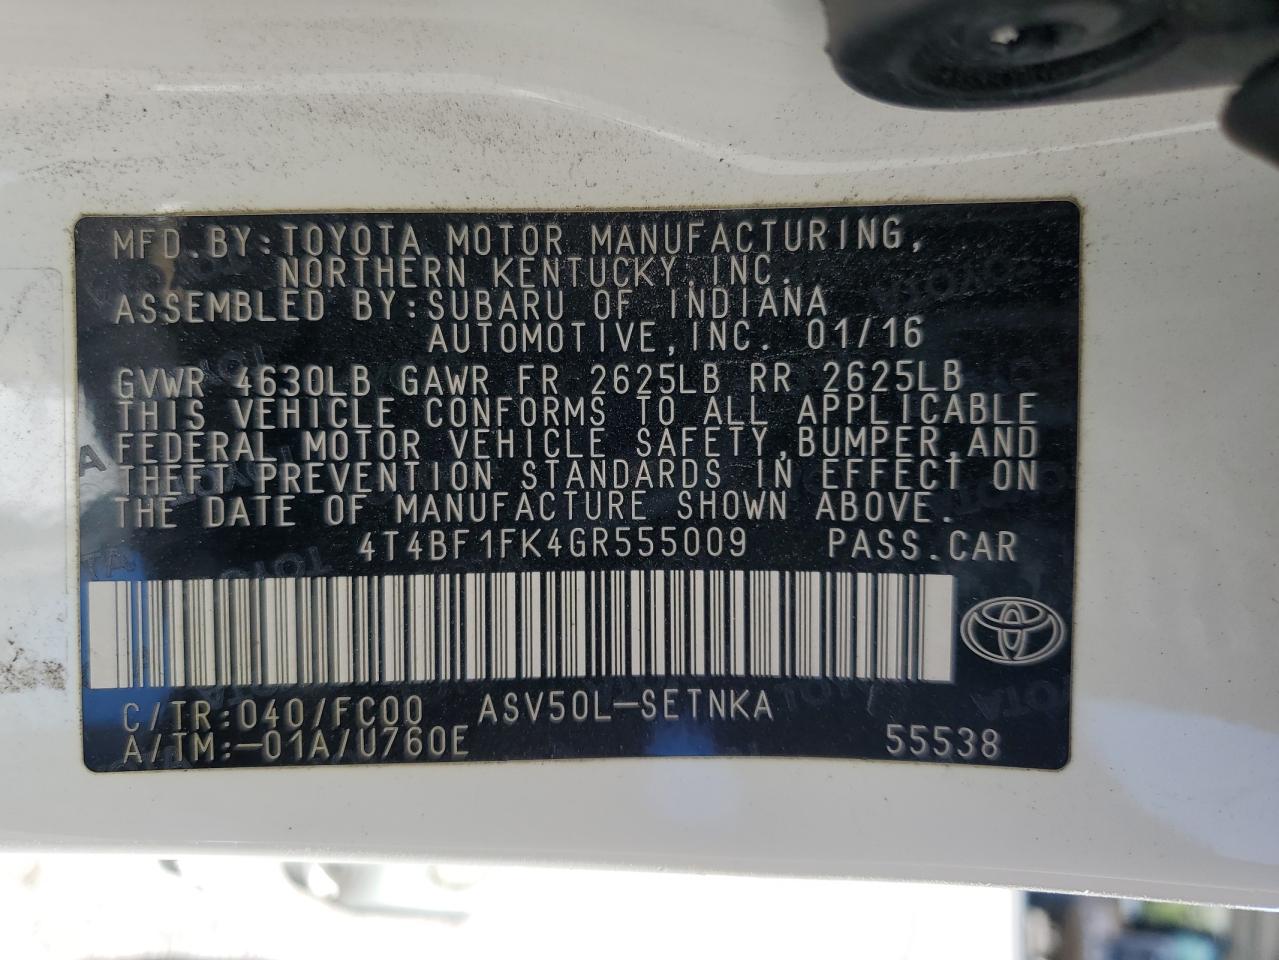 MFD. BY: TOYOTA MOTOR MANUFACTURING,
NORTHERN KENTUCKY, INC.
ASSEMBLED BY: SUBARU OF INDIANA
AUTOMOTIVE, INC. 01/16
GVWR 4630LB GAWR FR 2625LB RR 2625LB
THIS VEHICLE CONFORMS TO ALL APPLICABLE
FEDERAL MOTOR VEHICLE SAFETY, BUMPER, AND
THEFT PREVENTION STANDARDS IN EFFECT ON
THE DATE OF MANUFACTURE SHOWN ABOVE.
4T4BF1FK4GR555009 PASS. CAR
C/TR: 040/FC00 ASV50L-SETNKA
A/TM: -01A/U760E 55538